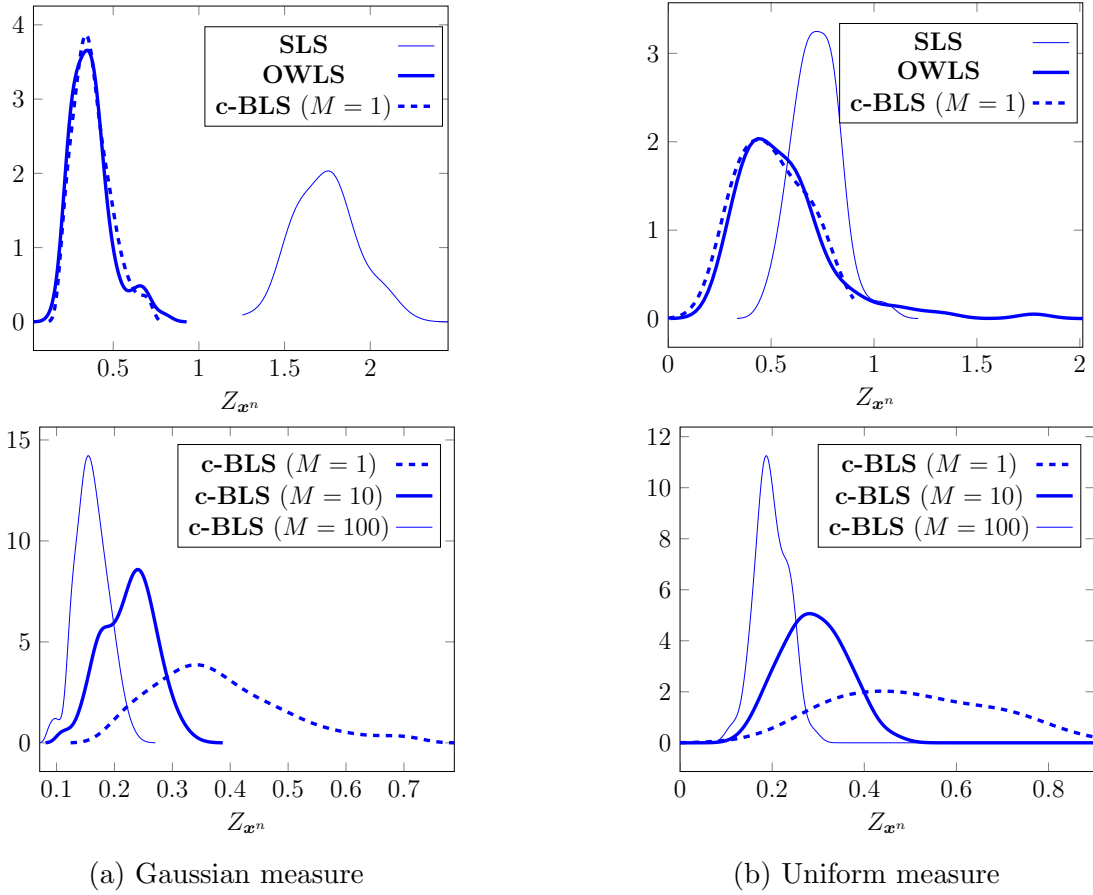 4
3
2
1
0
0.5
1
1.5
2
Z_{x^n}
SLS
OWLS
c-BLS (M = 1)
3
2
1
0
0
0.5
1
1.5
2
Z_{x^n}
SLS
OWLS
c-BLS (M = 1)
15
10
5
0
0.1
0.2
0.3
0.4
0.5
0.6
0.7
Z_{x^n}
c-BLS (M = 1)
c-BLS (M = 10)
c-BLS (M = 100)
12
10
8
6
4
2
0
0
0.2
0.4
0.6
0.8
Z_{x^n}
c-BLS (M = 1)
c-BLS (M = 10)
c-BLS (M = 100)
(a) Gaussian measure
(b) Uniform measure